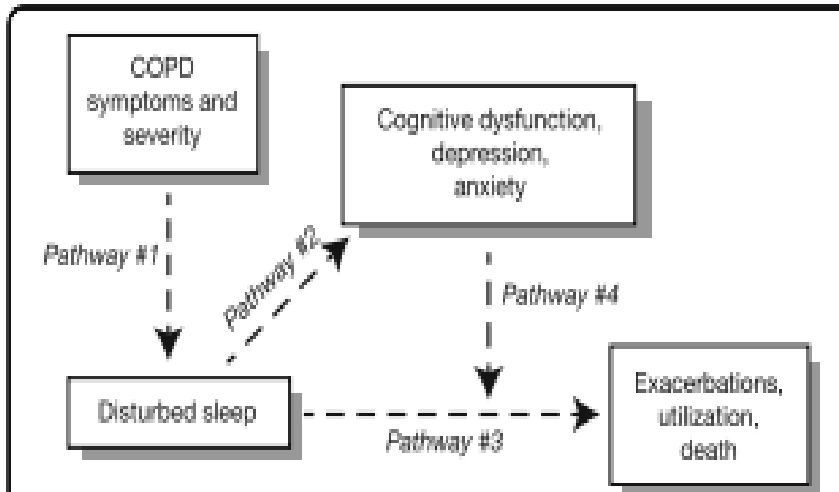 COPD
symptoms and
severity
Cognitive dysfunction,
depression,
anxiety
Pathway #1
Pathway #2
Pathway #4
Disturbed sleep
Pathway #3
Exacerbations,
utilization,
death